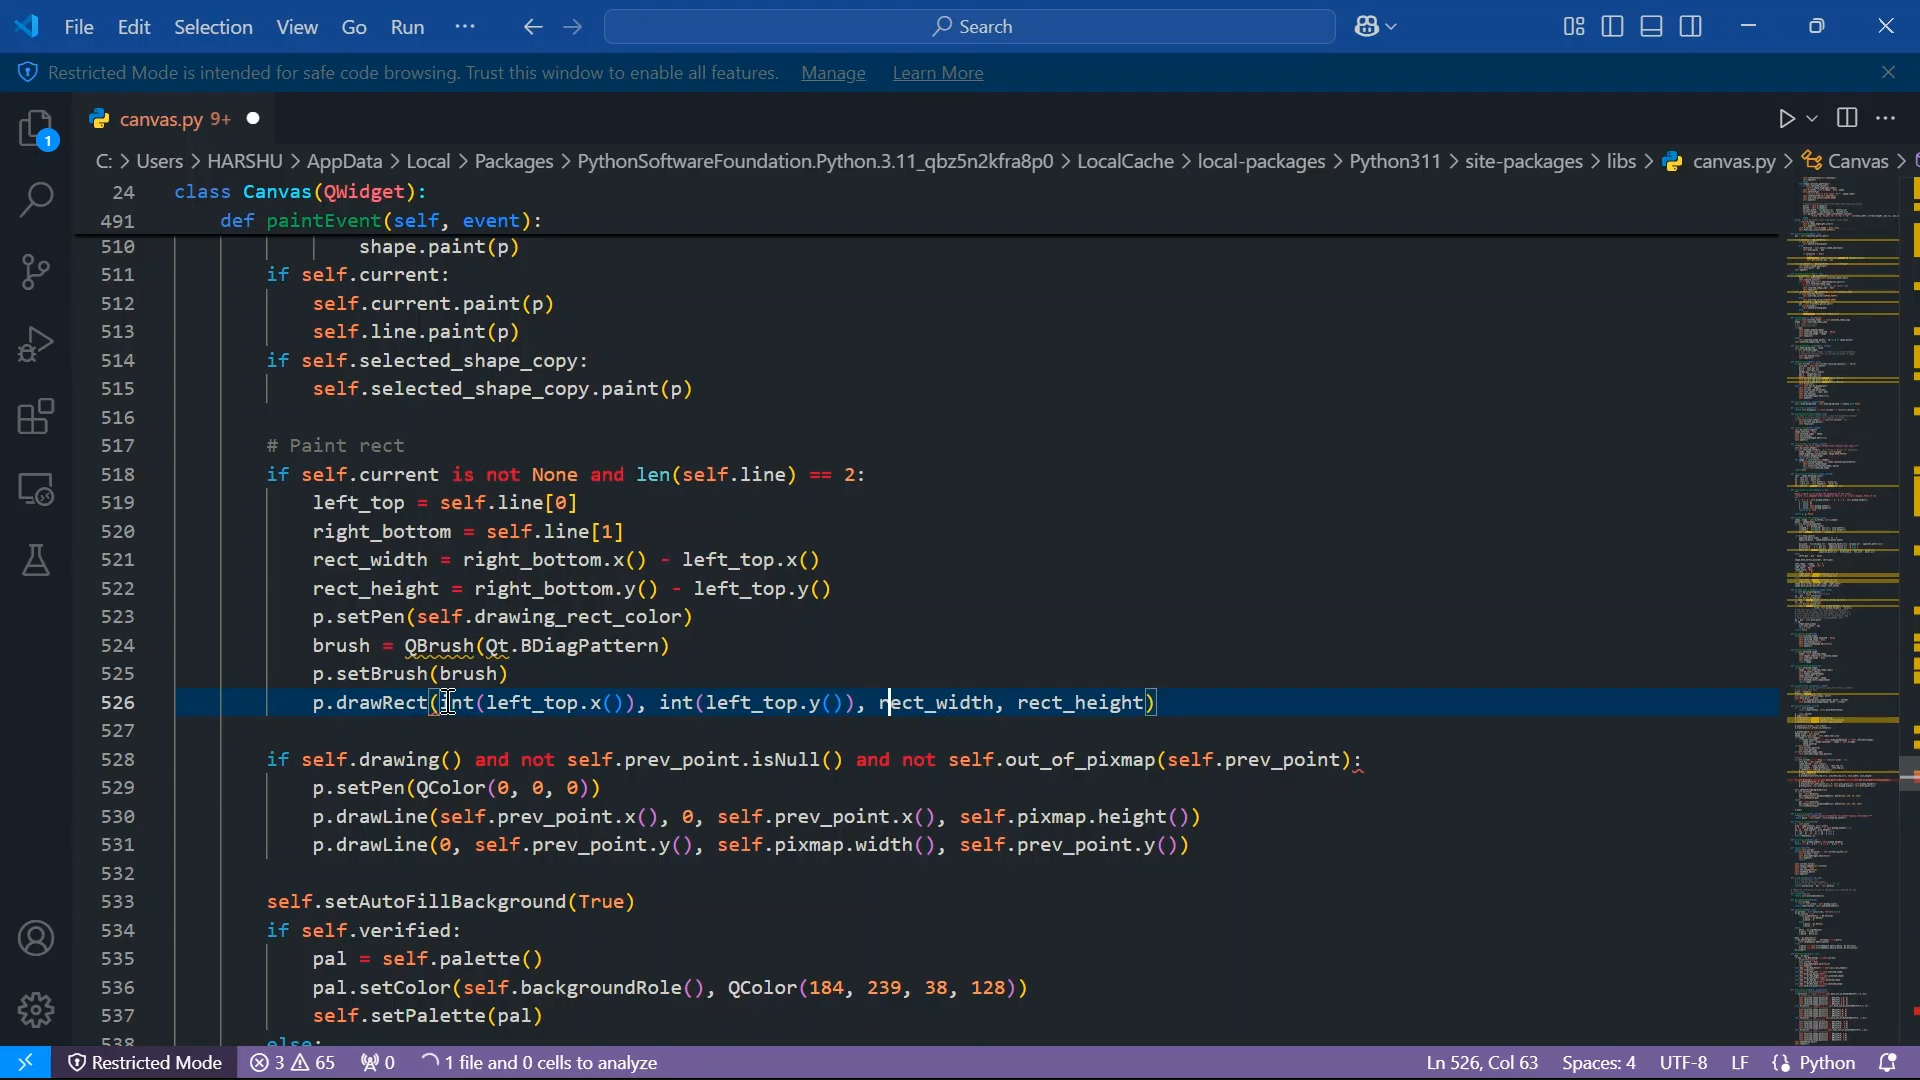 File Edit Selection View Go Run ··· Search
Restricted Mode is intended for safe code browsing. Trust this window to enable all features. Manage Learn More
1
canvas.py 9+
C: > Users > HARSHU > AppData > Local > Packages > PythonSoftwareFoundation.Python.3.11_qbz5n2kfra8p0 > LocalCache > local-packages > Python311 > site-packages > libs > canvas.py > Canvas >
24 class Canvas(QWidget):
491 def paintEvent(self, event):
510 shape.paint(p)
511 if self.current:
512 self.current.paint(p)
513 self.line.paint(p)
514 if self.selected_shape_copy:
515 self.selected_shape_copy.paint(p)
516
517 # Paint rect
518 if self.current is not None and len(self.line) == 2:
519 left_top = self.line[0]
520 right_bottom = self.line[1]
521 rect_width = right_bottom.x() - left_top.x()
522 rect_height = right_bottom.y() - left_top.y()
523 p.setPen(self.drawing_rect_color)
524 brush = QBrush(Qt.BDiagPattern)
525 p.setBrush(brush)
526 p.drawRect(int(left_top.x()), int(left_top.y()), rect_width, rect_height)
527
528 if self.drawing() and not self.prev_point.isNull() and not self.out_of_pixmap(self.prev_point):
529 p.setPen(QColor(0, 0, 0))
530 p.drawLine(self.prev_point.x(), 0, self.prev_point.x(), self.pixmap.height())
531 p.drawLine(0, self.prev_point.y(), self.pixmap.width(), self.prev_point.y())
532
533 self.setAutoFillBackground(True)
534 if self.verified:
535 pal = self.palette()
536 pal.setColor(self.backgroundRole(), QColor(184, 239, 38, 128))
537 self.setPalette(pal)
538 else:
Restricted Mode 3 65 0 1 file and 0 cells to analyze Ln 526, Col 63 Spaces: 4 UTF-8 LF {} Python